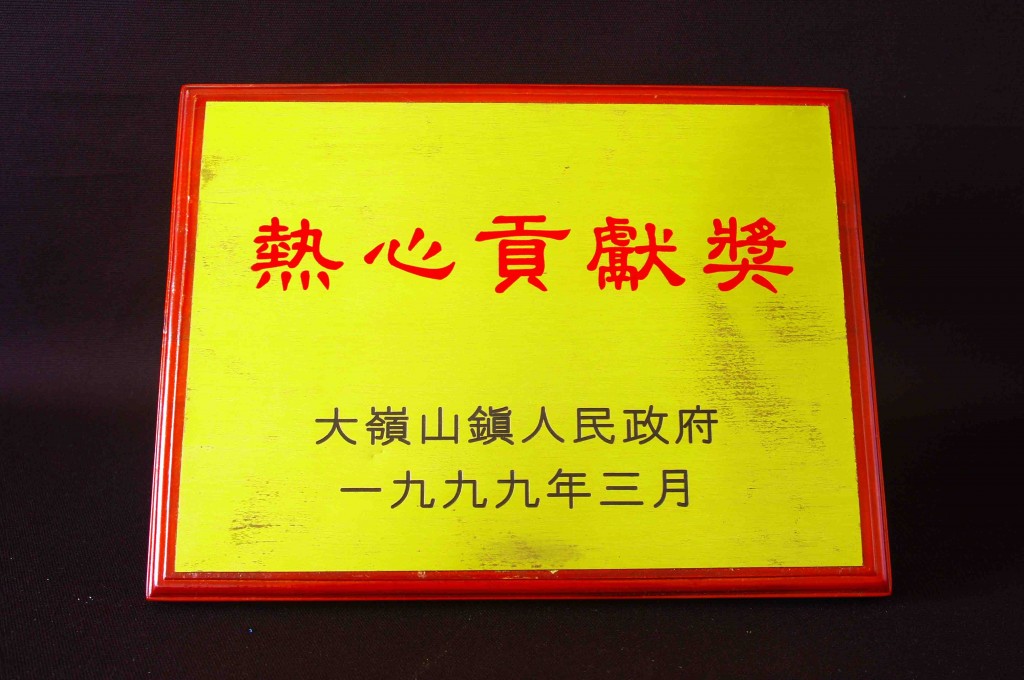 熱心貢獻獎
大嶺山鎭人民政府
一九九九年三月